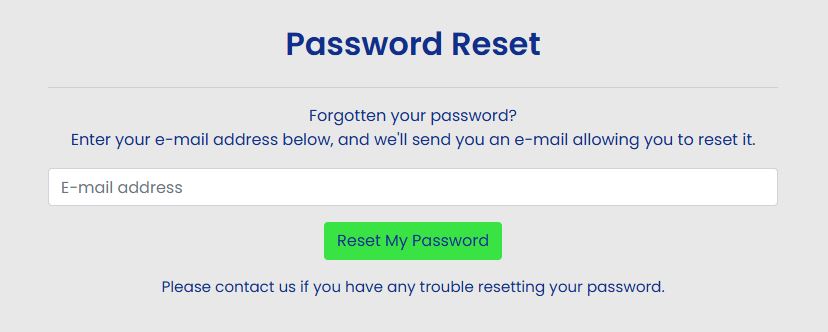 Password Reset
Forgotten your password?
Enter your e-mail address below, and we'll send you an e-mail allowing you to reset it.
E-mail address
Reset My Password
Please contact us if you have any trouble resetting your password.